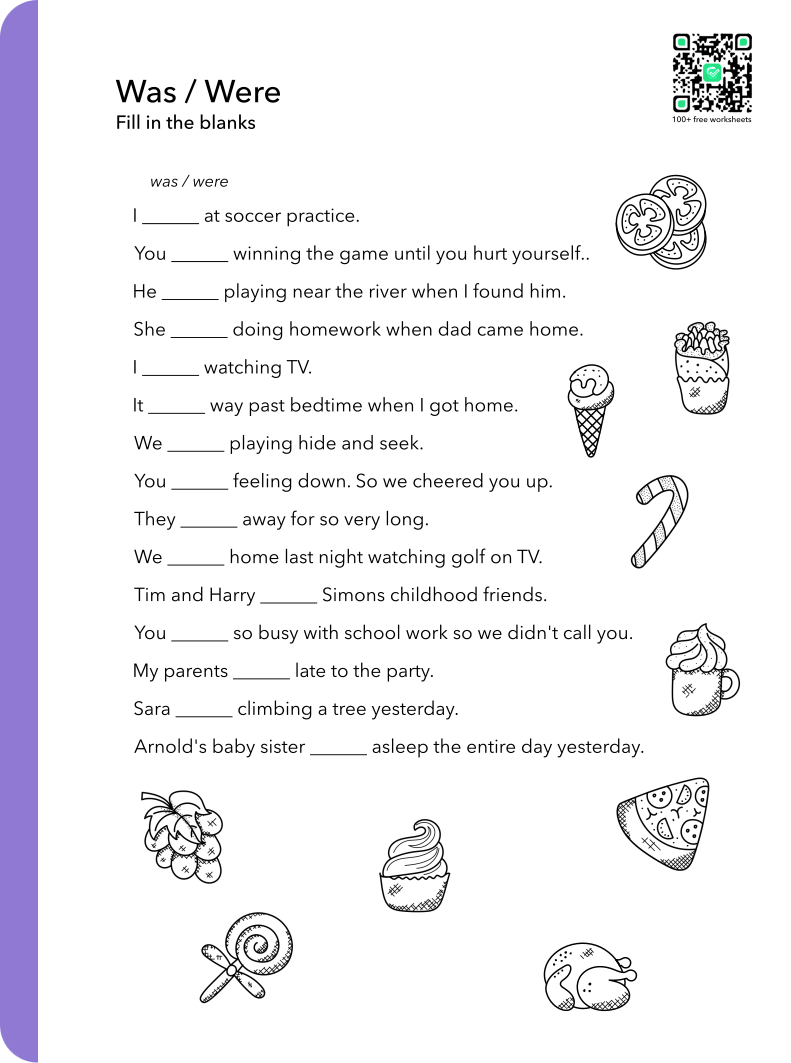 100+ free worksheets
Was / Were
Fill in the blanks
was / were
I ______ at soccer practice.
You ______ winning the game until you hurt yourself..
He ______ playing near the river when I found him.
She ______ doing homework when dad came home.
I ______ watching TV.
It ______ way past bedtime when I got home.
We ______ playing hide and seek.
You ______ feeling down. So we cheered you up.
They ______ away for so very long.
We ______ home last night watching golf on TV.
Tim and Harry ______ Simons childhood friends.
You ______ so busy with school work so we didn't call you.
My parents ______ late to the party.
Sara ______ climbing a tree yesterday.
Arnold's baby sister ______ asleep the entire day yesterday.